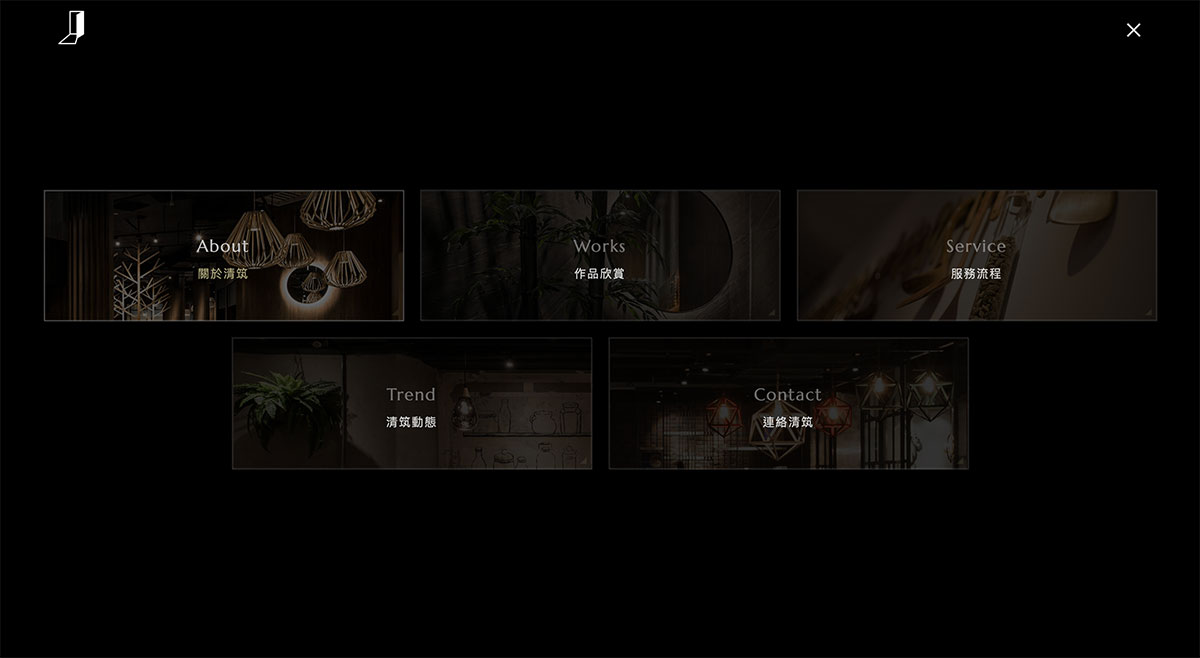 About
關於清筑
Works
作品欣賞
Service
服務流程
Trend
清筑動態
Contact
連絡清筑